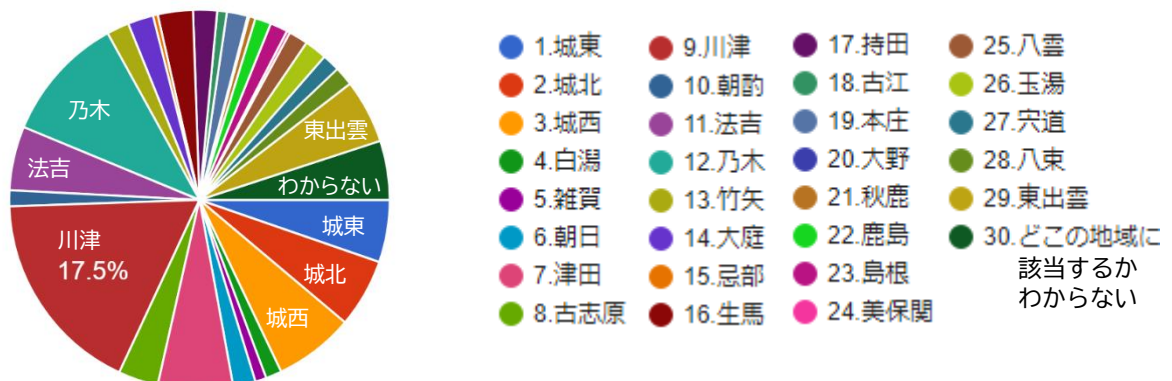 乃木
法吉
川津
17.5%
東出雲
わからない
城東
城北
城西
1.城東
2.城北
3.城西
4.白潟
5.雑賀
6.朝日
7.津田
8.古志原
9.川津
10.朝酌
11.法吉
12.乃木
13.竹矢
14.大庭
15.忌部
16.生馬
17.持田
18.古江
19.本庄
20.大野
21.秋鹿
22.鹿島
23.島根
24.美保関
25.八雲
26.玉湯
27.宍道
28.八束
29.東出雲
30.どこの地域に
該当するか
わからない